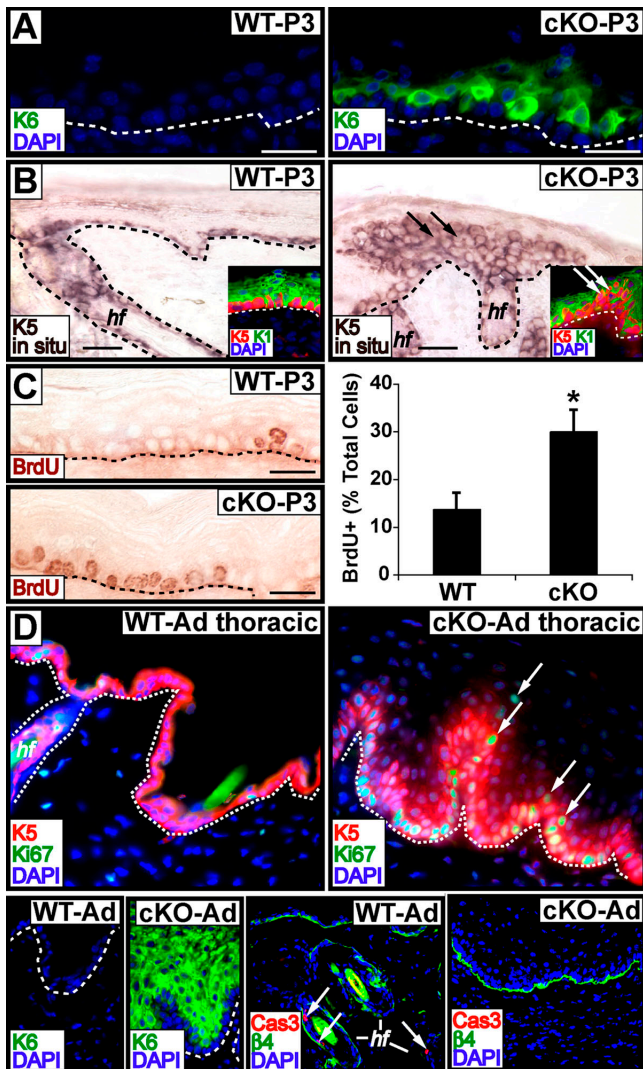 A
WT-P3
K6
DAPI
cKO-P3
K6
DAPI
B
WT-P3
hf
K5
in situ
K5 K1
DAPI
cKO-P3
hf
hf
K5
in situ
K5 K1
DAPI
C
WT-P3
BrdU
cKO-P3
BrdU
BrdU+ (% Total Cells)
40
30
20
10
0
*
WT
cKO
D
WT-Ad thoracic
hf
K5
Ki67
DAPI
cKO-Ad thoracic
K5
Ki67
DAPI
WT-Ad
K6
DAPI
cKO-Ad
K6
DAPI
WT-Ad
Cas3
β4
DAPI
hf
cKO-Ad
Cas3
β4
DAPI